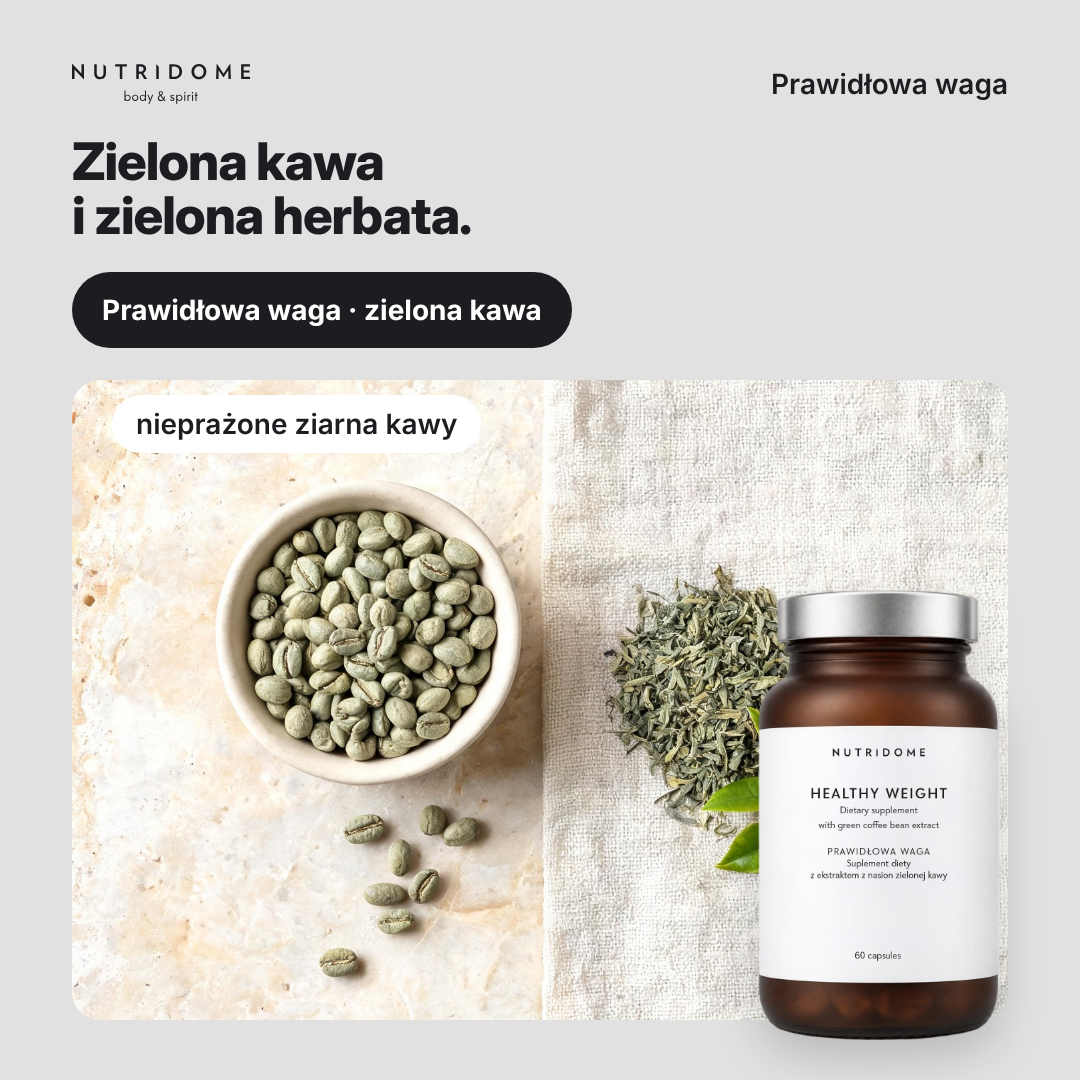 NUTRIDOME
body & spirit
Prawidłowa waga
Zielona kawa
i zielona herbata.
Prawidłowa waga · zielona kawa
nieprażone ziarna kawy
NUTRIDOME
HEALTHY WEIGHT
Dietary supplement
with green coffee bean extract
PRAWIDŁOWA WAGA
Suplement diety
z ekstraktem z nasion zielonej kawy
60 capsules